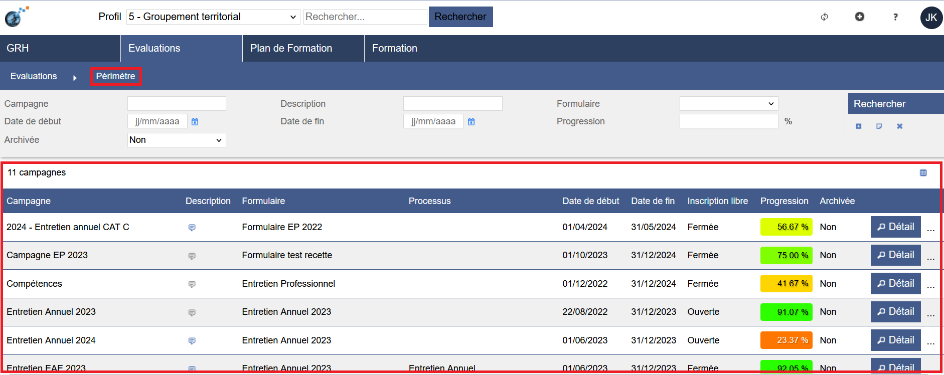 Profil 5 - Groupement territorial Rechercher... Rechercher ? JK
GRH Evaluations Plan de Formation Formation
Evaluations Périmètre
Campagne Description Formulaire Rechercher
Date de début jj/mm/aaaa Date de fin jj/mm/aaaa Progression %
Archivée Non
11 campagnes
Campagne Description Formulaire Processus Date de début Date de fin Inscription libre Progression Archivée
2024 - Entretien annuel CAT C Formulaire EP 2022 01/04/2024 31/05/2024 Fermée 56.67 % Non Détail ...
Campagne EP 2023 Formulaire test recette 01/10/2023 31/12/2024 Fermée 75.00 % Non Détail ...
Compétences Entretien Professionnel 01/12/2022 31/12/2024 Fermée 41.67 % Non Détail ...
Entretien Annuel 2023 Entretien Annuel 2023 22/08/2022 31/12/2023 Ouverte 91.07 % Non Détail ...
Entretien Annuel 2024 Entretien Annuel 2023 01/06/2023 31/12/2023 Ouverte 23.37 % Non Détail ...
Entretien EAE 2023 Entretien Annuel 2023 Entretien Annuel 01/06/2023 31/12/2023 Fermée 92.05 % Non Détail ...